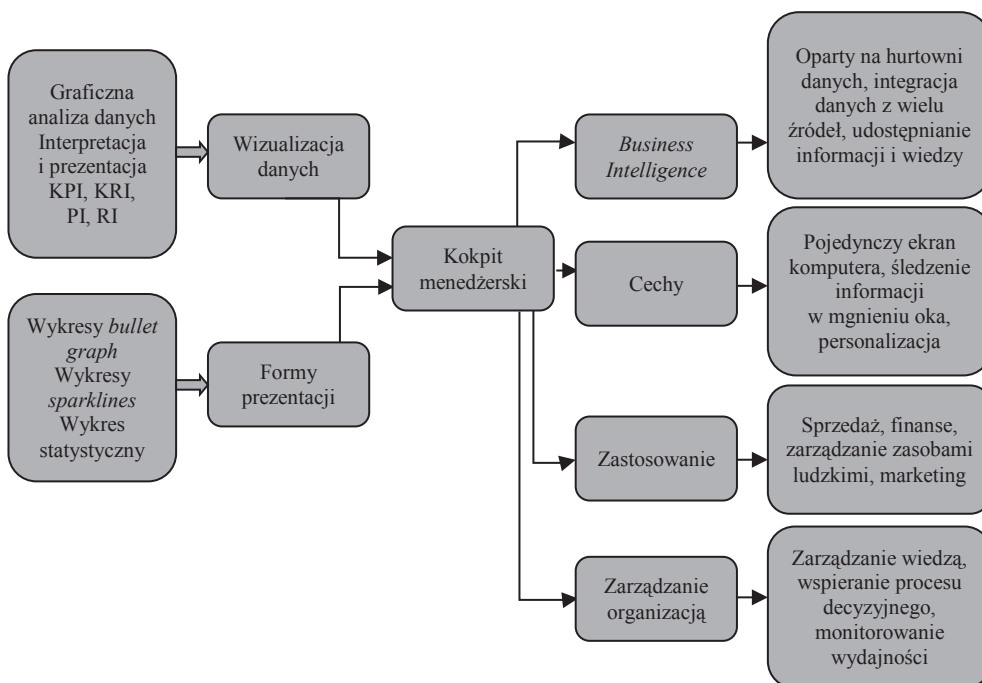 Graficzna
analiza danych
Interpretacja
i prezentacja
KPI, KRI,
PI, RI
Wizualizacja
danych
Wykresy bullet
graph
Wykresy
sparklines
Wykres
statystyczny
Formy
prezentacji
Kokpit
menedżerski
Business
Intelligence
Oparty na hurtowni
danych, integracja
danych z wielu
źródeł, udostępnianie
informacji i wiedzy
Cechy
Pojedynczy ekran
komputera, śledzenie
informacji
w mgnieniu oka,
personalizacja
Zastosowanie
Sprzedaż, finanse,
zarządzanie zasobami
ludzkimi, marketing
Zarządzanie
organizacją
Zarządzanie wiedzą,
wspieranie procesu
decyzyjnego,
monitorowanie
wydajności